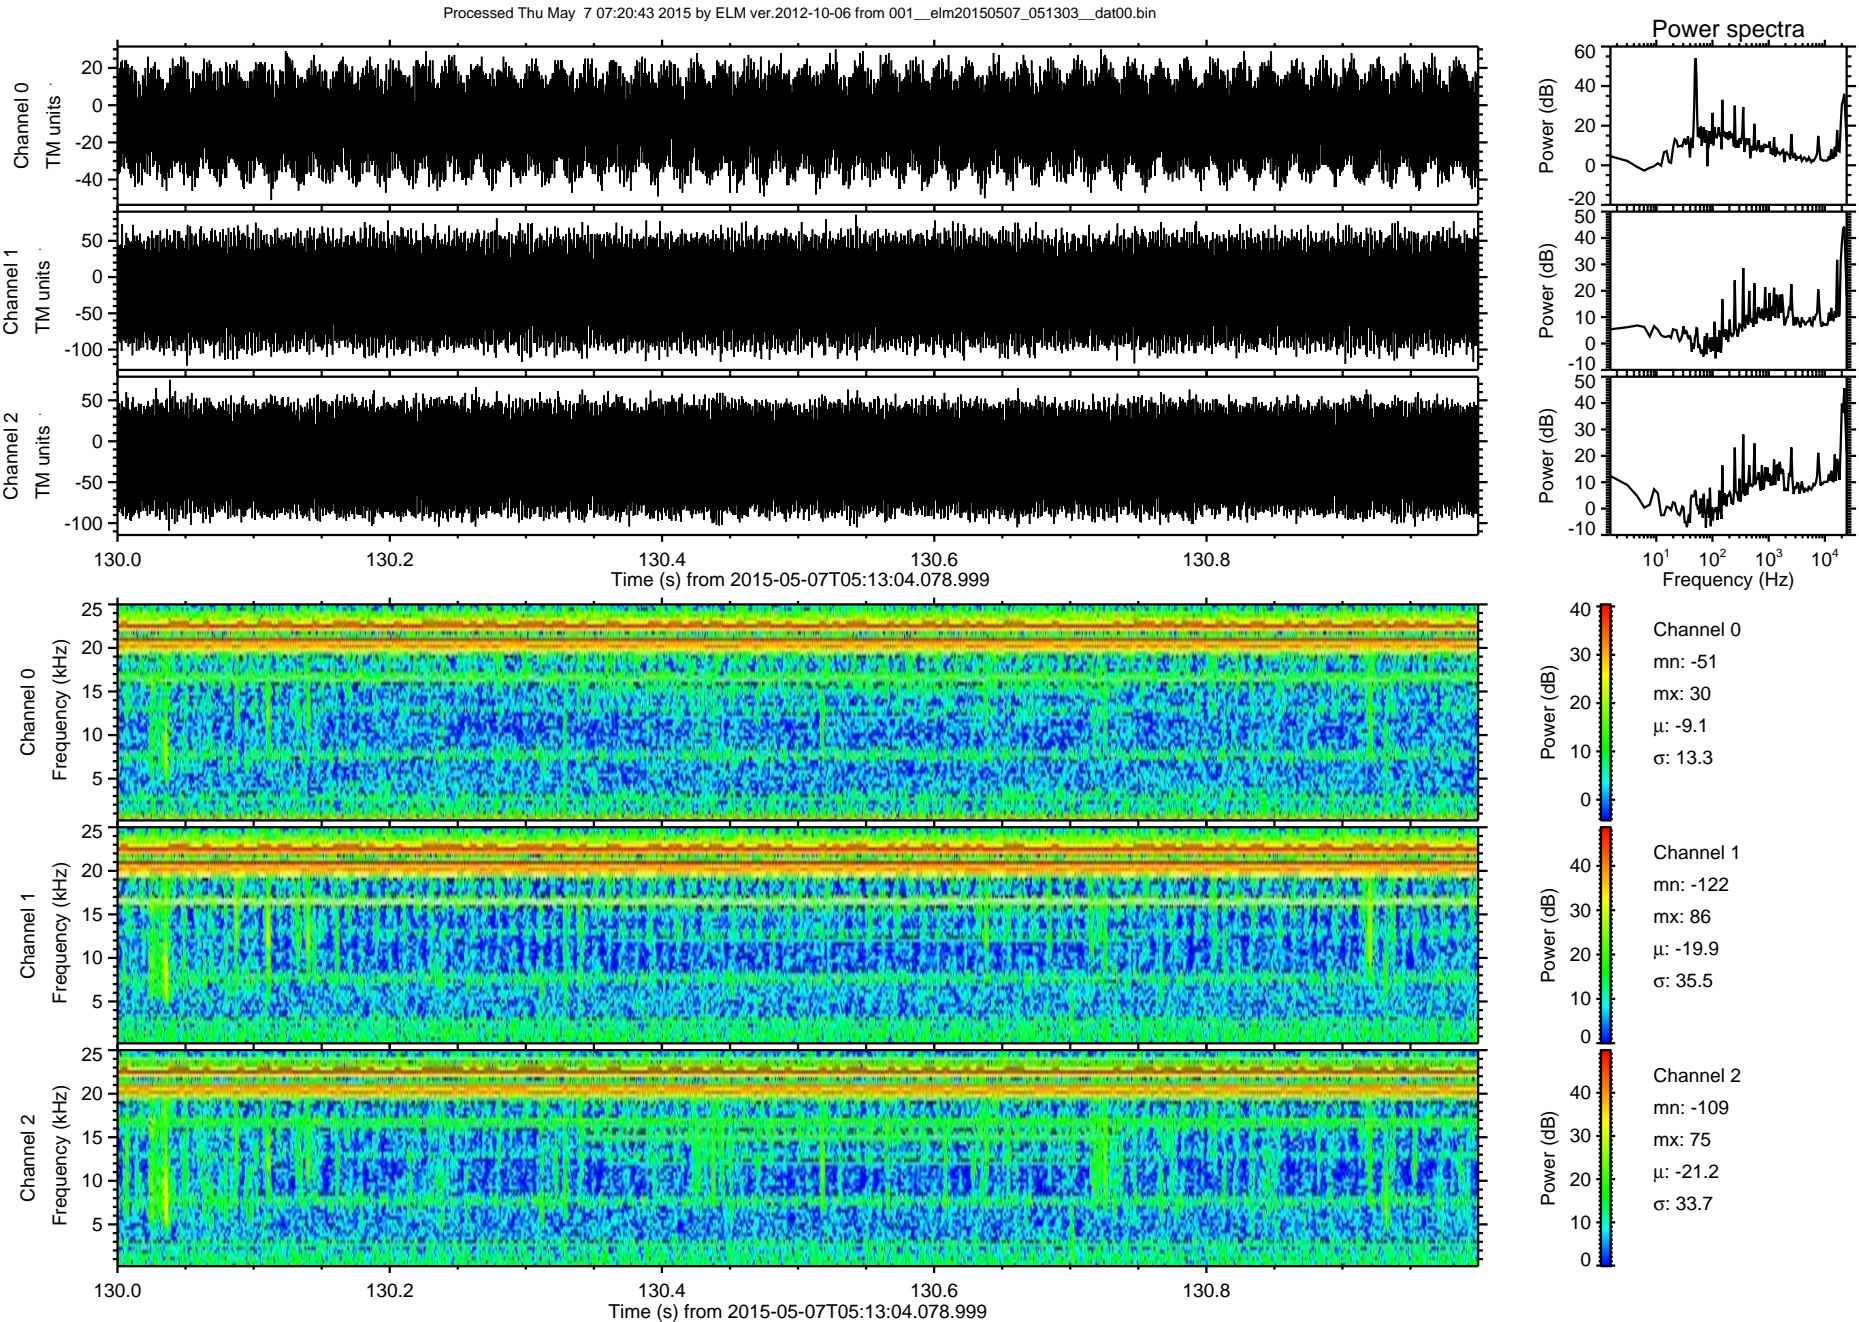 Processed Thu May 7 07:20:43 2015 by ELM ver.2012-10-06 from 001__elm20150507_051303__dat00.bin
Power spectra
Channel 0
TM units
20
0
-20
-40
Power (dB)
60
40
20
0
-20
Channel 1
TM units
50
0
-50
-100
Power (dB)
50
40
30
20
10
0
-10
Channel 2
TM units
50
0
-50
-100
Power (dB)
50
40
30
20
10
0
-10
130.0 130.2 130.4 130.6 130.8
Time (s) from 2015-05-07T05:13:04.078.999
10¹ 10² 10³ 10⁴
Frequency (Hz)
Channel 0
Frequency (kHz)
25
20
15
10
5
Power (dB)
40
30
20
10
0
Channel 0
mn: -51
mx: 30
μ: -9.1
σ: 13.3
Channel 1
Frequency (kHz)
25
20
15
10
5
Power (dB)
40
30
20
10
0
Channel 1
mn: -122
mx: 86
μ: -19.9
σ: 35.5
Channel 2
Frequency (kHz)
25
20
15
10
5
Power (dB)
40
30
20
10
0
Channel 2
mn: -109
mx: 75
μ: -21.2
σ: 33.7
130.0 130.2 130.4 130.6 130.8
Time (s) from 2015-05-07T05:13:04.078.999